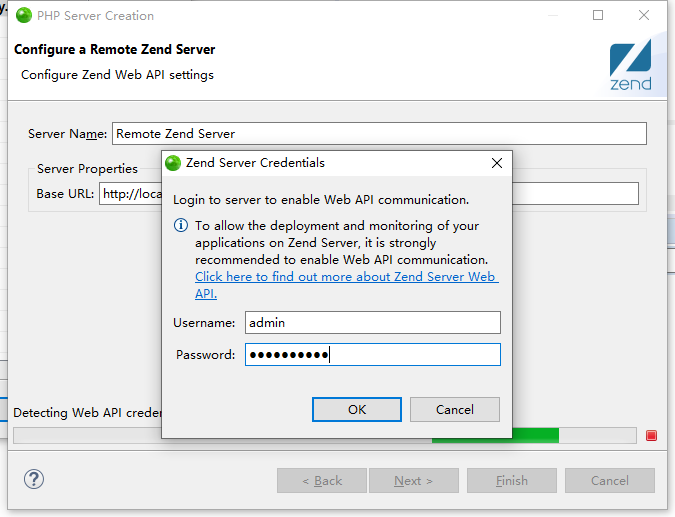 PHP Server Creation
Configure a Remote Zend Server
Configure Zend Web API settings
zend
Server Name: Remote Zend Server
Server Properties
Base URL: http://loca
Zend Server Credentials
Login to server to enable Web API communication.
To allow the deployment and monitoring of your
applications on Zend Server, it is strongly
recommended to enable Web API communication.
Click here to find out more about Zend Server Web
API.
Username: admin
Password: ●●●●●●●●●●
OK Cancel
Detecting Web API creder
? < Back Next > Finish Cancel